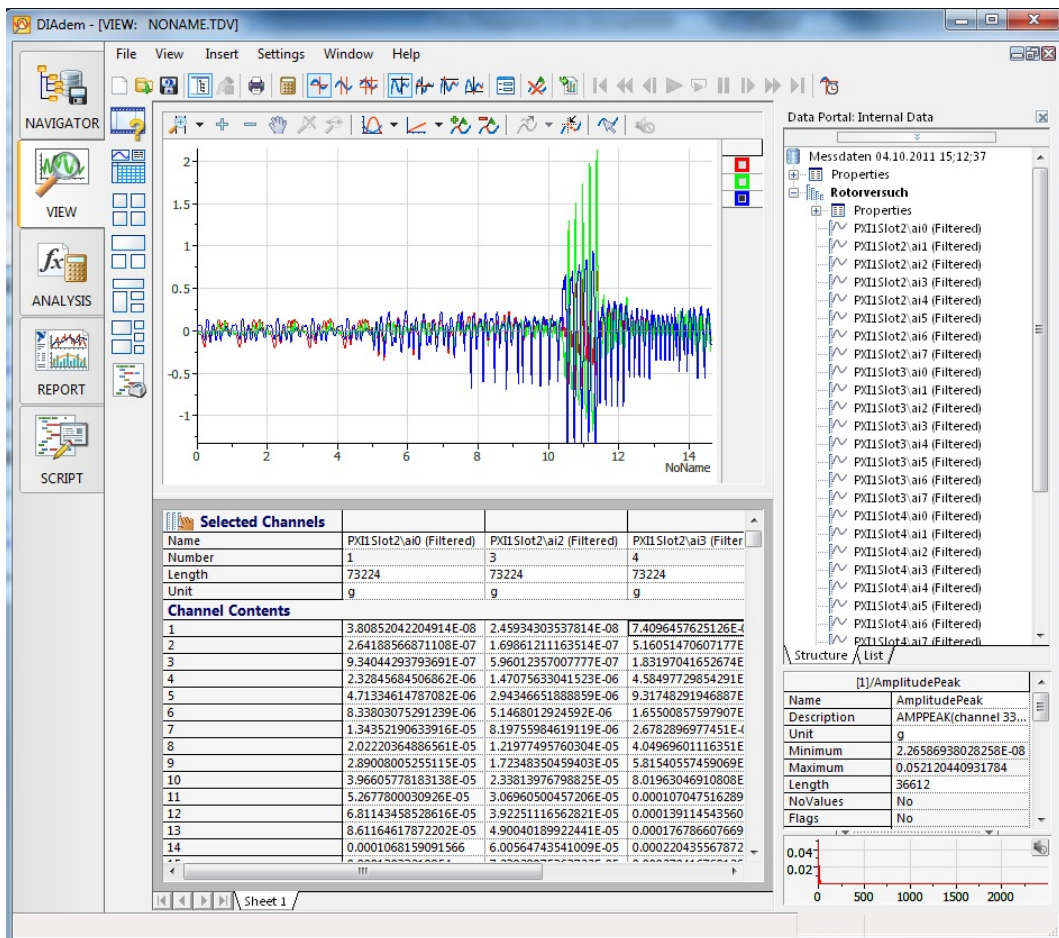 DIAdem - [VIEW:   NONAME.TDV]
File View Insert Settings Window Help
NAVIGATOR
VIEW
ANALYSIS
REPORT
SCRIPT
2
1.5
1
0.5
0
-0.5
-1
0 2 4 6 8 10 12 14
NoName
Selected Channels
Name PXI1Slot2\ai0 (Filtered) PXI1Slot2\ai2 (Filtered) PXI1Slot2\ai3 (Filter
Number 1 3 4
Length 73224 73224 73224
Unit g g g
Channel Contents
1 3.80852042204914E-08 2.45934303537814E-08 7.4096457625126E-
2 2.64188566871108E-07 1.69861211163514E-07 5.16051470607177E
3 9.34044293793691E-07 5.96012357007777E-07 1.83197041652674E
4 2.32845684506862E-06 1.47075633041523E-06 4.58497729854291E
5 4.71334614787082E-06 2.94346651888859E-06 9.31748291946887E
6 8.33803075291239E-06 5.1468012924592E-06 1.65500857597907E
7 1.34352190633916E-05 8.19755984619119E-06 2.6782896977451E-
8 2.02220364886561E-05 1.21977495760304E-05 4.04969601116351E
9 2.89008005255115E-05 1.72348350459403E-05 5.81540557459069E
10 3.96605778183138E-05 2.33813976798825E-05 8.01963046910808E
11 5.2677800030926E-05 3.06960500457206E-05 0.000107047516289
12 6.81143458528616E-05 3.92251116562821E-05 0.000139114543560
13 8.61164617872202E-05 4.90040189922441E-05 0.000176786607669
14 0.0001068159091566 6.00564743541009E-05 0.000220435567872
Sheet 1
Data Portal: Internal Data
Messdaten 04.10.2011 15;12;37
Properties
Rotorversuch
Properties
PXI1Slot2\ai0 (Filtered)
PXI1Slot2\ai1 (Filtered)
PXI1Slot2\ai2 (Filtered)
PXI1Slot2\ai3 (Filtered)
PXI1Slot2\ai4 (Filtered)
PXI1Slot2\ai5 (Filtered)
PXI1Slot2\ai6 (Filtered)
PXI1Slot2\ai7 (Filtered)
PXI1Slot3\ai0 (Filtered)
PXI1Slot3\ai1 (Filtered)
PXI1Slot3\ai2 (Filtered)
PXI1Slot3\ai3 (Filtered)
PXI1Slot3\ai4 (Filtered)
PXI1Slot3\ai5 (Filtered)
PXI1Slot3\ai6 (Filtered)
PXI1Slot3\ai7 (Filtered)
PXI1Slot4\ai0 (Filtered)
PXI1Slot4\ai1 (Filtered)
PXI1Slot4\ai2 (Filtered)
PXI1Slot4\ai3 (Filtered)
PXI1Slot4\ai4 (Filtered)
PXI1Slot4\ai5 (Filtered)
PXI1Slot4\ai6 (Filtered)
PXI1Slot4\ai7 (Filtered)
Structure List
[1]/AmplitudePeak
Name AmplitudePeak
Description AMPPEAK(channel 33...
Unit g
Minimum 2.26586938028258E-08
Maximum 0.052120440931784
Length 36612
NoValues No
Flags No
0.04
0.02
0 500 1000 1500 2000